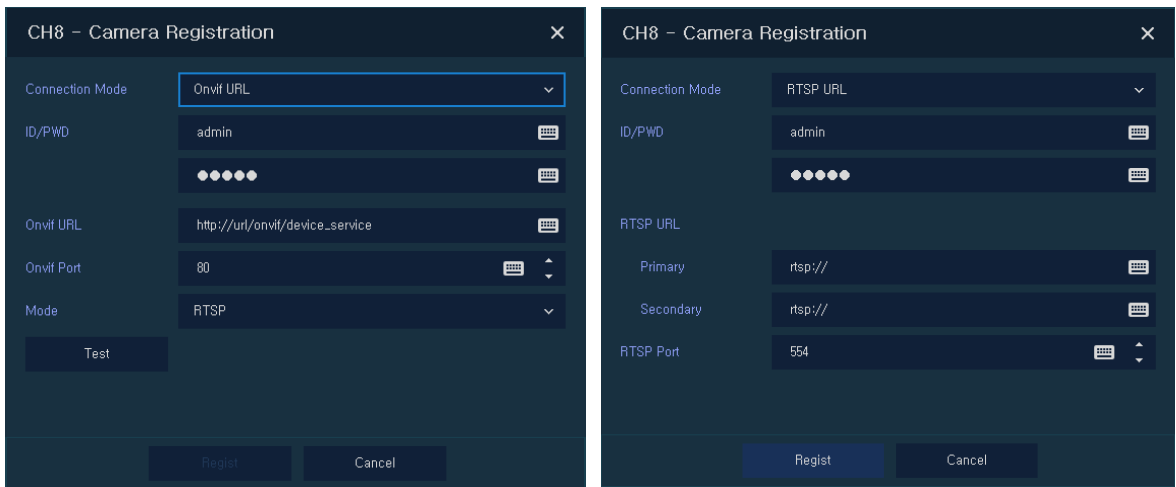 CH8 - Camera Registration
Connection Mode Onvif URL
ID/PWD admin
Onvif URL http://url/onvif/device_service
Onvif Port 80
Mode RTSP
Test
Regist Cancel
CH8 - Camera Registration
Connection Mode RTSP URL
ID/PWD admin
RTSP URL
Primary rtsp://
Secondary rtsp://
RTSP Port 554
Regist Cancel